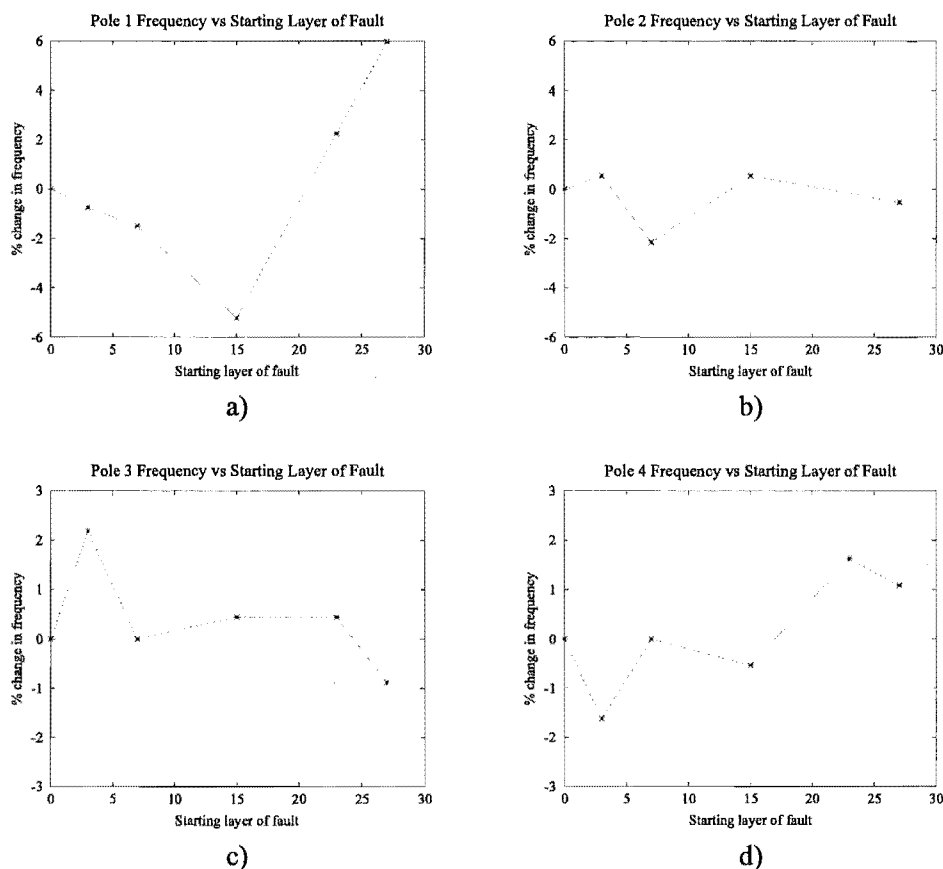 Pole 1 Frequency vs Starting Layer of Fault
6
4
2
0
-2
-4
-6
% change in frequency
0 5 10 15 20 25 30
Starting layer of fault
a)
Pole 2 Frequency vs Starting Layer of Fault
6
4
2
0
-2
-4
-6
% change in frequency
0 5 10 15 20 25 30
Starting layer of fault
b)
Pole 3 Frequency vs Starting Layer of Fault
3
2
1
0
-1
-2
-3
% change in frequency
0 5 10 15 20 25 30
Starting layer of fault
c)
Pole 4 Frequency vs Starting Layer of Fault
3
2
1
0
-1
-2
-3
% change in frequency
0 5 10 15 20 25 30
Starting layer of fault
d)